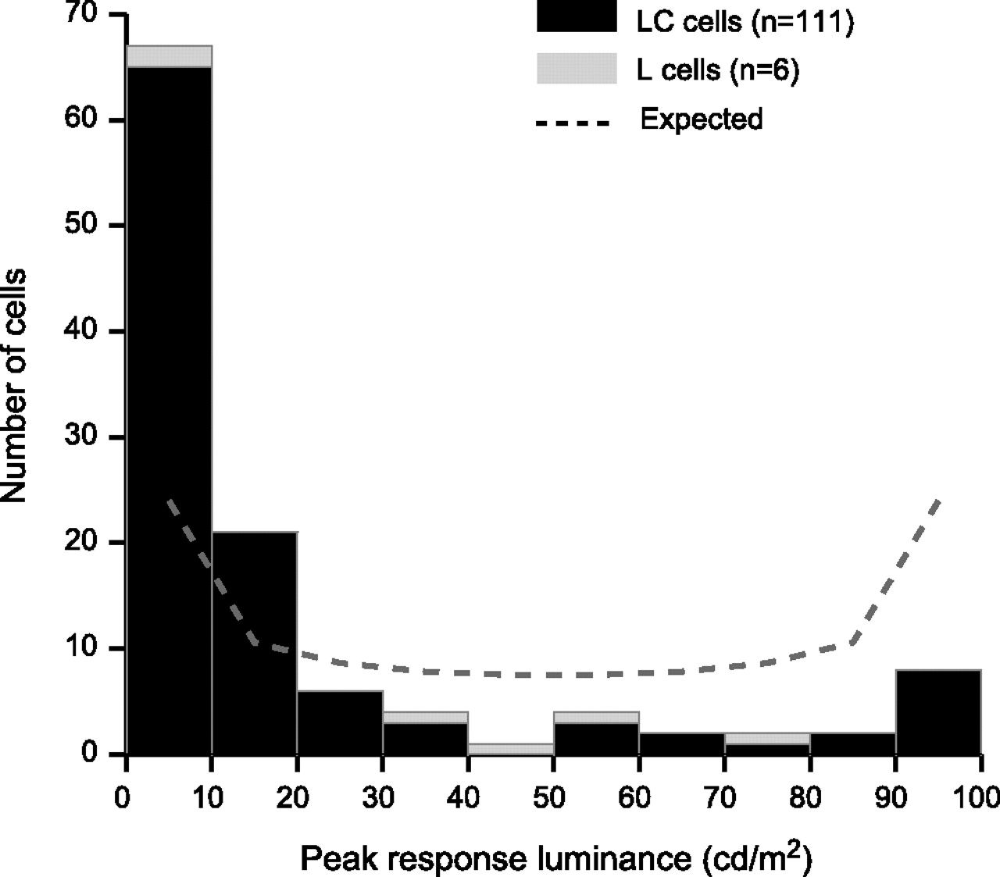 70
60
50
40
30
20
10
0
Number of cells
LC cells (n=111)
L cells (n=6)
Expected
0 10 20 30 40 50 60 70 80 90 100
Peak response luminance (cd/m²)